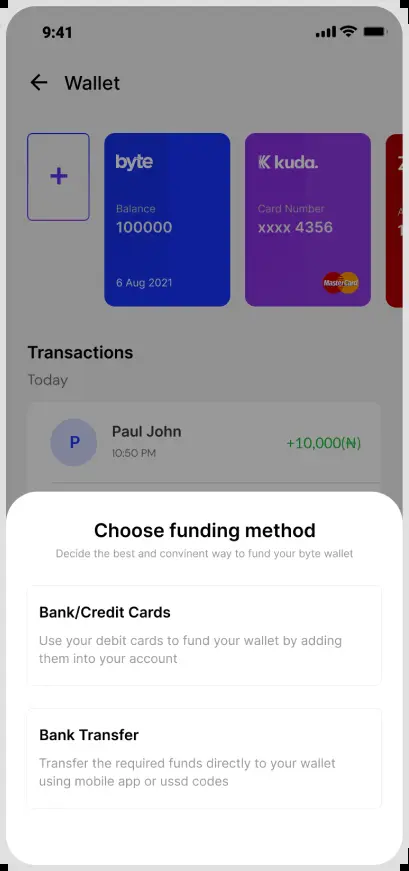 9:41
Wallet
+
byte
Balance
100000
6 Aug 2021
kuda.
Card Number
xxxx 4356
MasterCard
Transactions
Today
P
Paul John
10:50 PM
+10,000(₦)
Choose funding method
Decide the best and convinent way to fund your byte wallet
Bank/Credit Cards
Use your debit cards to fund your wallet by adding
them into your account
Bank Transfer
Transfer the required funds directly to your wallet
using mobile app or ussd codes